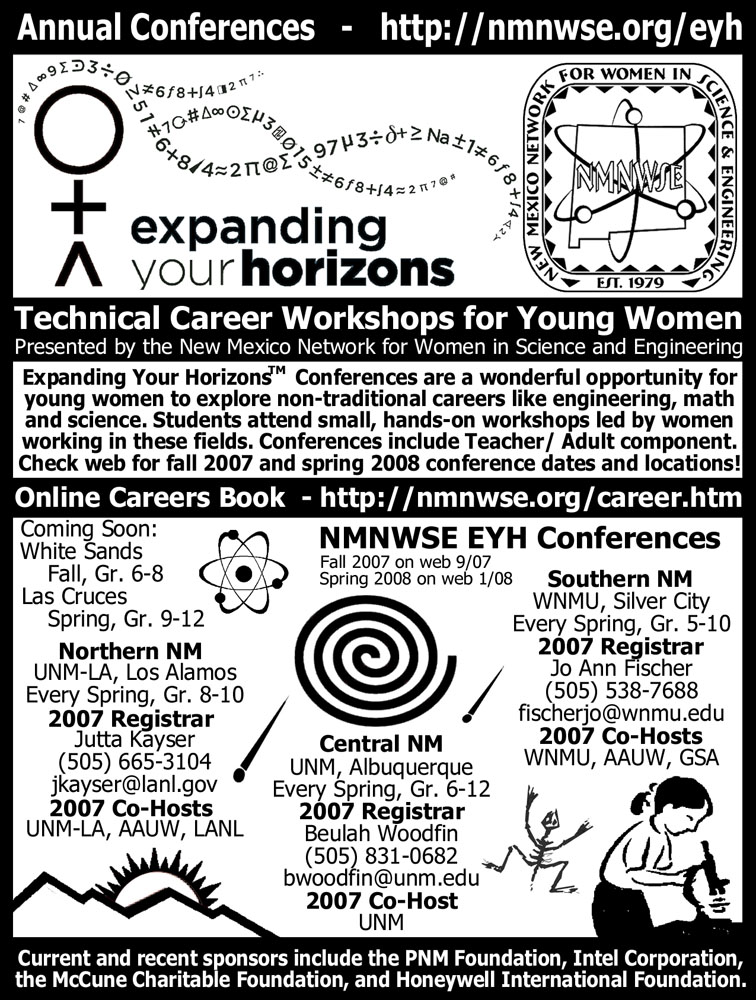 Annual Conferences - http://nmnwse.org/eyh
expanding
your horizons
NEW MEXICO NETWORK FOR WOMEN IN SCIENCE & ENGINEERING
NMNWSE
EST. 1979
Technical Career Workshops for Young Women
Presented by the New Mexico Network for Women in Science and Engineering
Expanding Your Horizons™ Conferences are a wonderful opportunity for
young women to explore non-traditional careers like engineering, math
and science. Students attend small, hands-on workshops led by women
working in these fields. Conferences include Teacher/ Adult component.
Check web for fall 2007 and spring 2008 conference dates and locations!
Online Careers Book - http://nmnwse.org/career.htm
Coming Soon:
White Sands
Fall, Gr. 6-8
Las Cruces
Spring, Gr. 9-12
Northern NM
UNM-LA, Los Alamos
Every Spring, Gr. 8-10
2007 Registrar
Jutta Kayser
(505) 665-3104
jkayser@lanl.gov
2007 Co-Hosts
UNM-LA, AAUW, LANL
NMNWSE EYH Conferences
Fall 2007 on web 9/07
Spring 2008 on web 1/08
Central NM
UNM, Albuquerque
Every Spring, Gr. 6-12
2007 Registrar
Beulah Woodfin
(505) 831-0682
bwoodfin@unm.edu
2007 Co-Host
UNM
Southern NM
WNMU, Silver City
Every Spring, Gr. 5-10
2007 Registrar
Jo Ann Fischer
(505) 538-7688
fischerjo@wnmu.edu
2007 Co-Hosts
WNMU, AAUW, GSA
Current and recent sponsors include the PNM Foundation, Intel Corporation,
the McCune Charitable Foundation, and Honeywell International Foundation.